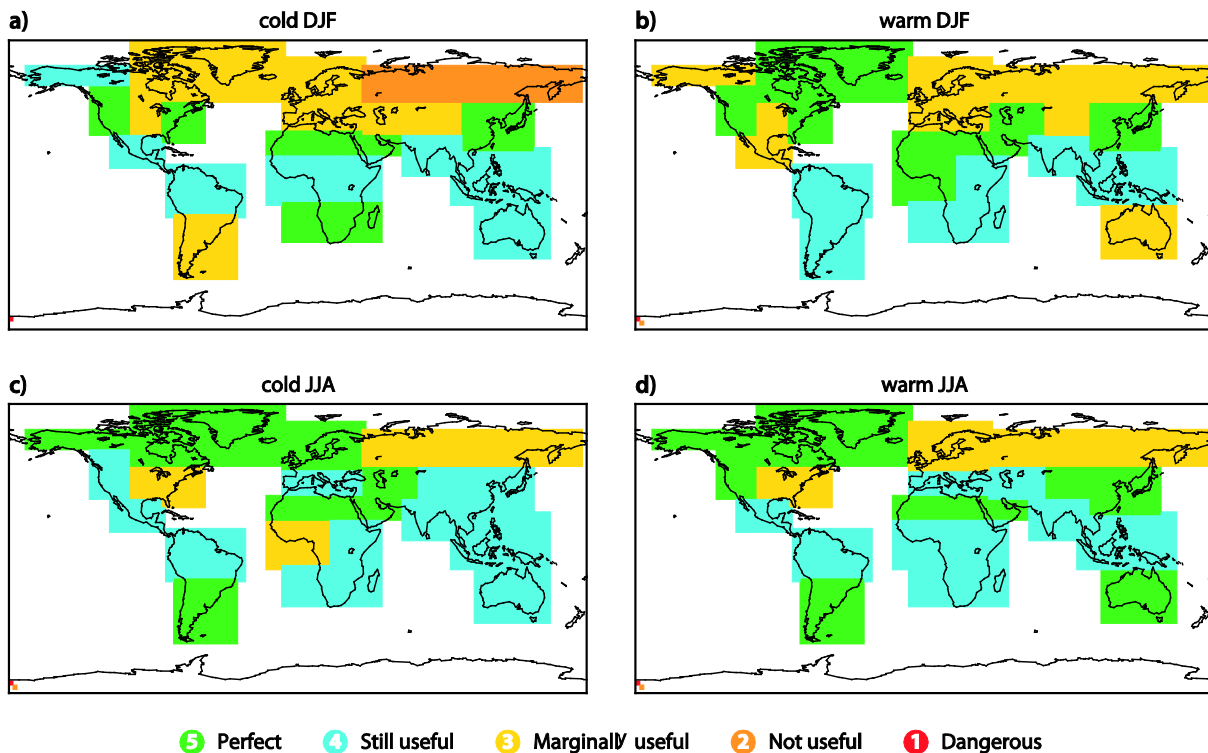 a) cold DJF
b) warm DJF
c) cold JJA
d) warm JJA
5 Perfect 4 Still useful 3 Marginally useful 2 Not useful 1 Dangerous